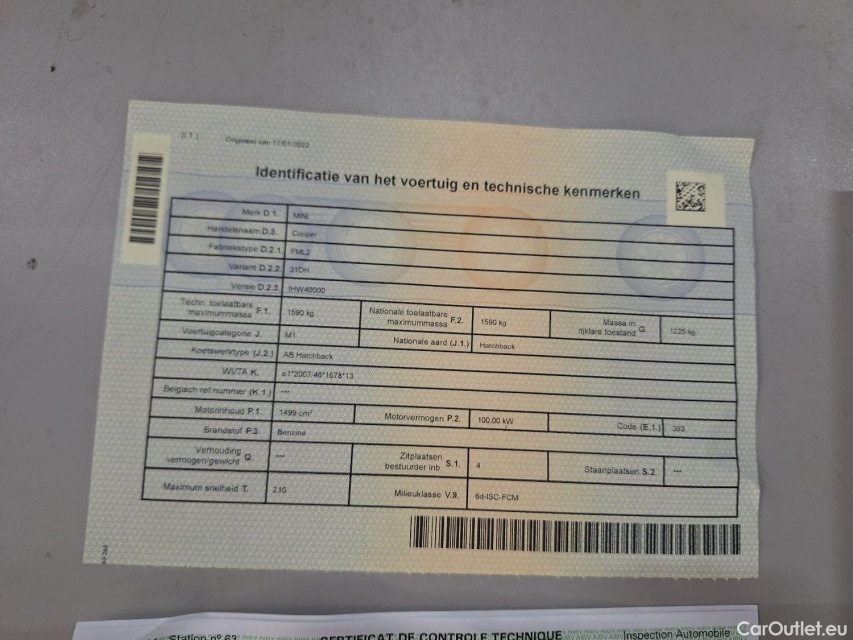 (I.1.) Origineel van 17/01/2022
Identificatie van het voertuig en technische kenmerken
Merk D.1. MINI
Handelsnaam D.3. Cooper
Fabriekstype D.2.1. FML2
Variant D.2.2. 31DH
Versie D.2.3. IHW40000
Techn. toelaatbare maximummassa F.1. 1590 kg Nationale toelaatbare maximummassa F.2. 1590 kg Massa in rijklare toestand G 1225 kg
Voertuigcategorie J. M1 Nationale aard (J.1.) Hatchback
Koetswerktype (J.2.) AB Hatchback
WVTA K. e1*2007/46*1678*13
Belgisch ref.nummer (K.1.) ---
Motorinhoud P.1. 1499 cm³ Motorvermogen P.2. 100,00 kW Code (E.1.) 393
Brandstof P.3. Benzine
Verhouding vermogen/gewicht Q. --- Zitplaatsen bestuurder inb. S.1. 4 Staanplaatsen S.2. ---
Maximum snelheid T. 210 Milieuklasse V.9. 6d-ISC-FCM
Station nº 63 CERTIFICAT DE CONTROLE TECHNIQUE Inspection Automobile
CarOutlet.eu